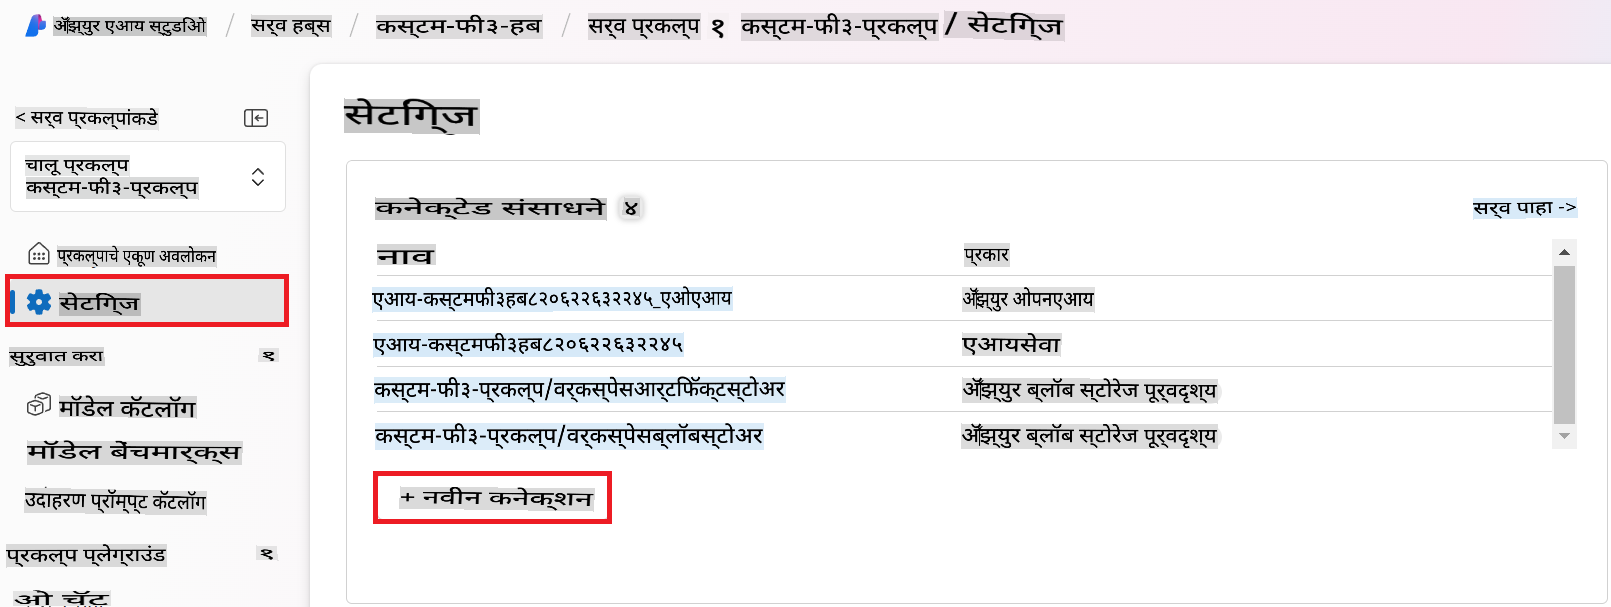 ॲझ्युर एआय स्टुडिओ / सर्व हब्स / कस्टम-फी३-हब / सर्व प्रकल्प १ कस्टम-फी३-प्रकल्प / सेटिंग्ज
< सर्व प्रकल्पांकडे
चालू प्रकल्प
कस्टम-फी३-प्रकल्प
प्रकल्पाचे एकूण अवलोकन
सेटिंग्ज
सुरुवात करा
मॉडेल कॅटलॉग
मॉडेल बेंचमार्क्स
उदाहरण प्रॉम्प्ट कॅटलॉग
प्रकल्प प्लेग्राउंड
ओ चॅट
सेटिंग्ज
कनेक्टेड संसाधने ४
सर्व पाहा ->
नाव प्रकार
एआय-कस्टमफी३हब८२०६२२६३२२४५_एओएआय ॲझ्युर ओपनएआय
एआय-कस्टमफी३हब८२०६२२६३२२४५ एआयसेवा
कस्टम-फी३-प्रकल्प/वर्कस्पेसआर्टिफॅक्टस्टोअर ॲझ्युर ब्लॉब स्टोरेज पूर्वदृश्य
कस्टम-फी३-प्रकल्प/वर्कस्पेसब्लॉबस्टोअर ॲझ्युर ब्लॉब स्टोरेज पूर्वदृश्य
+ नवीन कनेक्शन